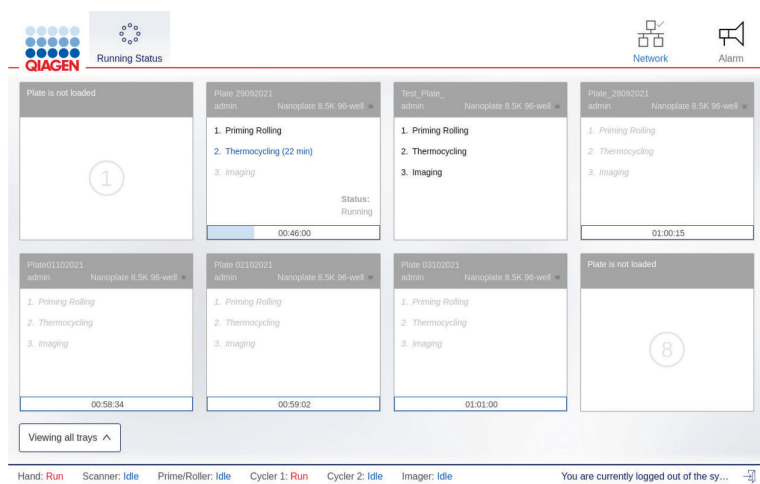 QIAGEN
Running Status
Network
Alarm
Plate is not loaded
1
Plate 29092021
admin Nanoplate 8.5K 96-well
1. Priming Rolling
2. Thermocycling (22 min)
3. Imaging
Status:
Running
00:46:00
Test_Plate_
admin Nanoplate 8.5K 96-well
1. Priming Rolling
2. Thermocycling
3. Imaging
Plate_28092021
admin Nanoplate 8.5K 96-well
1. Priming Rolling
2. Thermocycling
3. Imaging
01:00:15
Plate01102021
admin Nanoplate 8.5K 96-well
1. Priming Rolling
2. Thermocycling
3. Imaging
00:58:34
Plate 02102021
admin Nanoplate 8.5K 96-well
1. Priming Rolling
2. Thermocycling
3. Imaging
00:59:02
Plate 03102021
admin Nanoplate 8.5K 96-well
1. Priming Rolling
2. Thermocycling
3. Imaging
01:01:00
Plate is not loaded
8
Viewing all trays
Hand: Run Scanner: Idle Prime/Roller: Idle Cycler 1: Run Cycler 2: Idle Imager: Idle You are currently logged out of the sy...